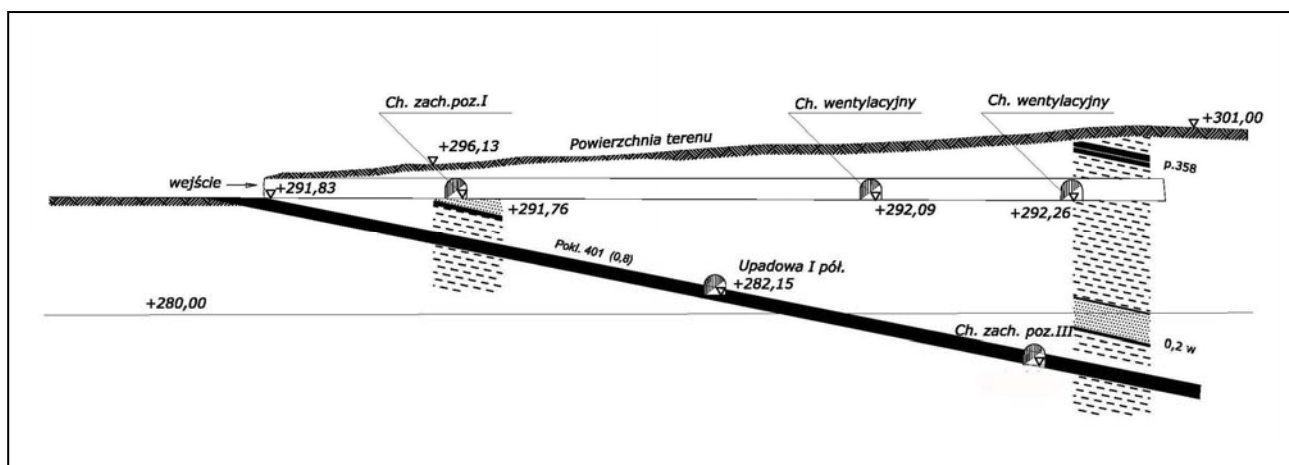 Ch. zach.poz.I
Ch. wentylacyjny
Ch. wentylacyjny
+301,00
+296,13
Powierzchnia terenu
p.358
wejście
+291,83
+291,76
+292,09
+292,26
Pokl. 401 (0,8)
Upadowa I pół.
+282,15
+280,00
Ch. zach. poz.III
0,2 w